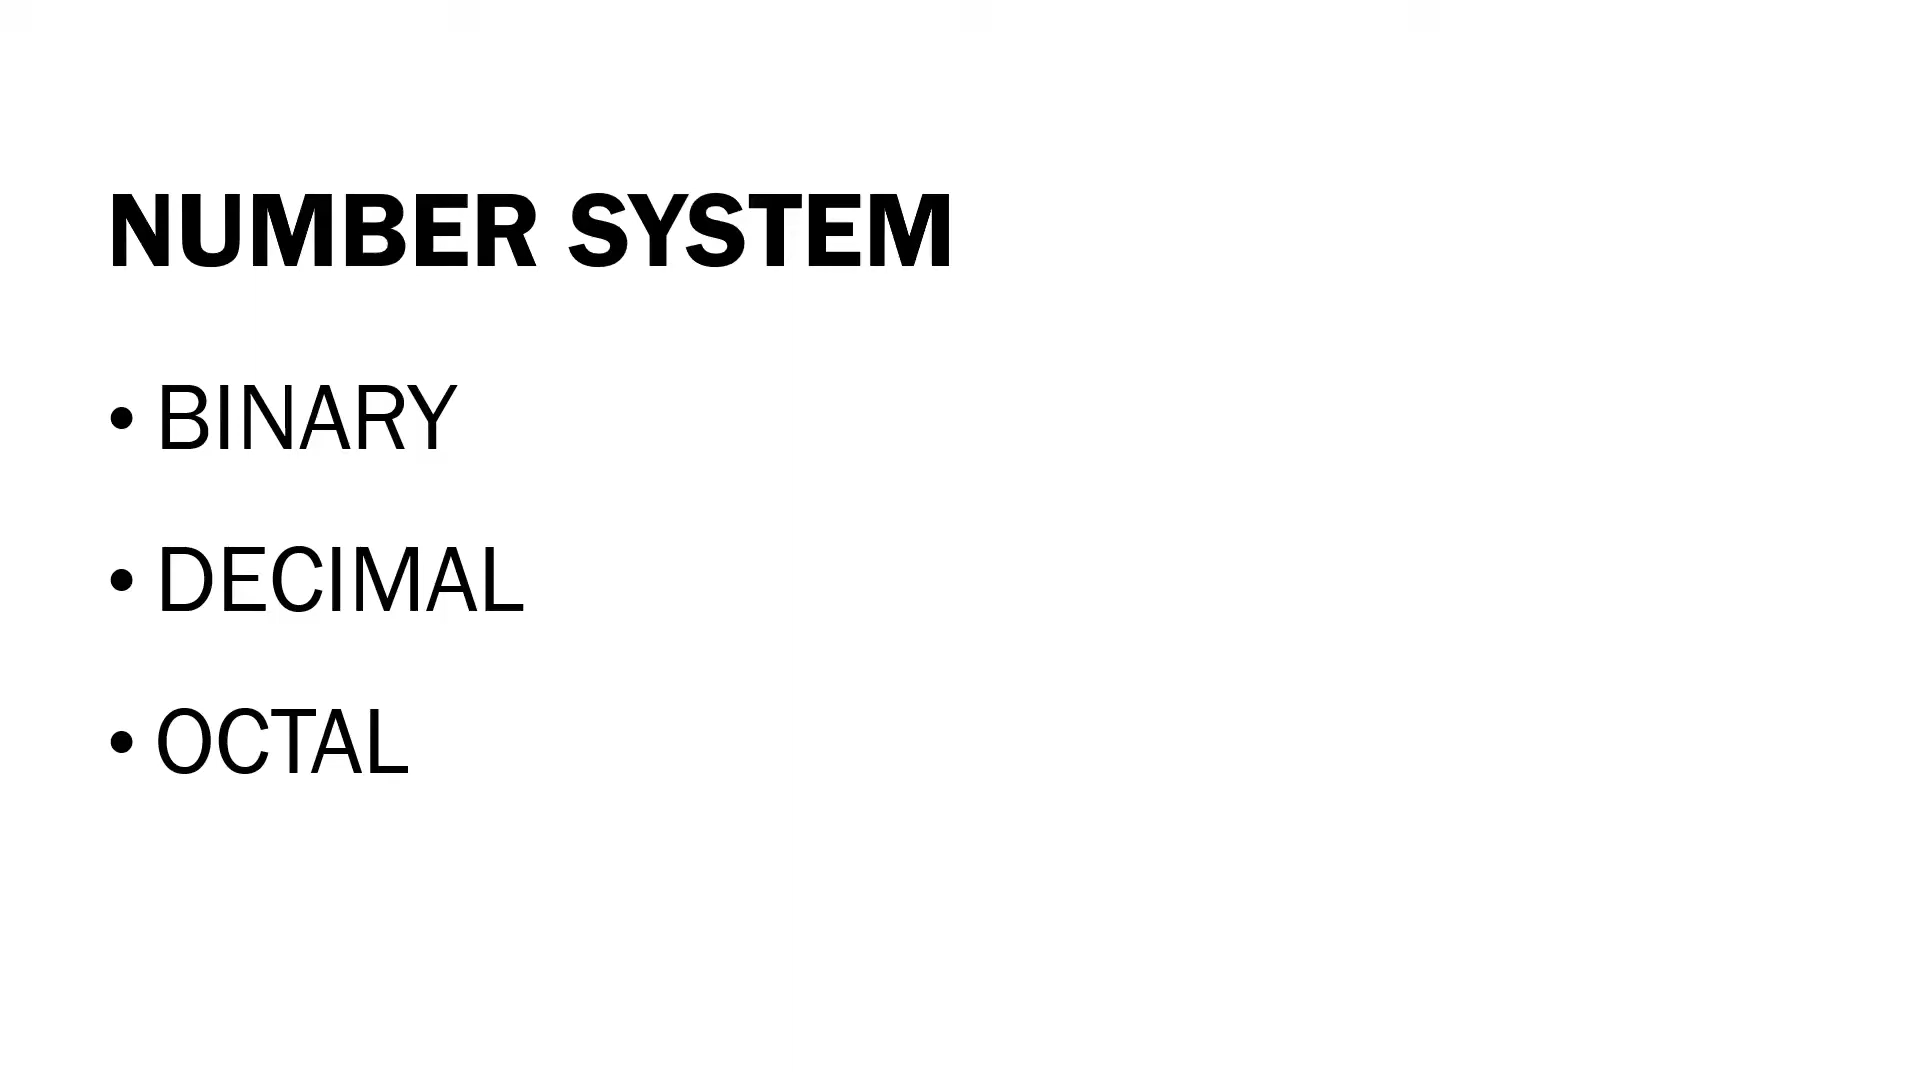 NUMBER SYSTEM
• BINARY
• DECIMAL
• OCTAL